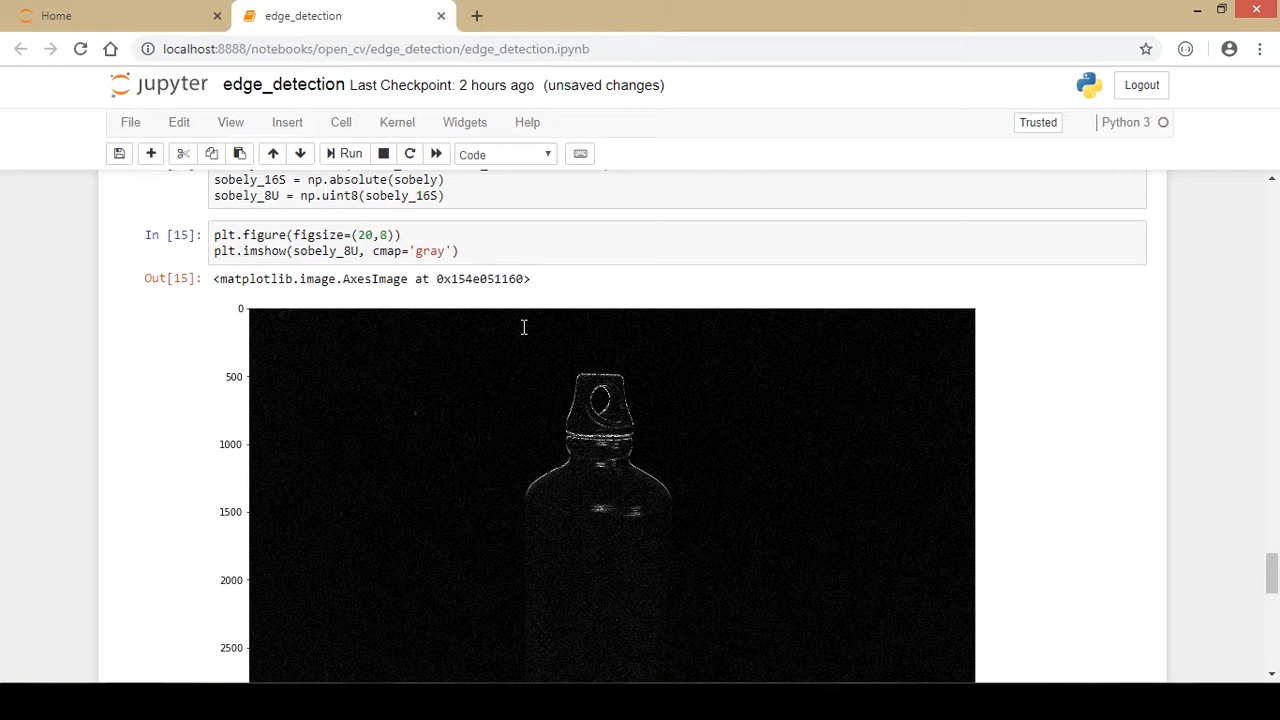 Home
edge_detection
localhost:8888/notebooks/open_cv/edge_detection/edge_detection.ipynb
jupyter edge_detection Last Checkpoint: 2 hours ago (unsaved changes)
Logout
File Edit View Insert Cell Kernel Widgets Help
Trusted
Python 3
Run
Code
sobely_16S = np.absolute(sobely)
sobely_8U = np.uint8(sobely_16S)
In [15]:
plt.figure(figsize=(20,8))
plt.imshow(sobely_8U, cmap='gray')
Out[15]:
<matplotlib.image.AxesImage at 0x154e051160>
0
500
1000
1500
2000
2500